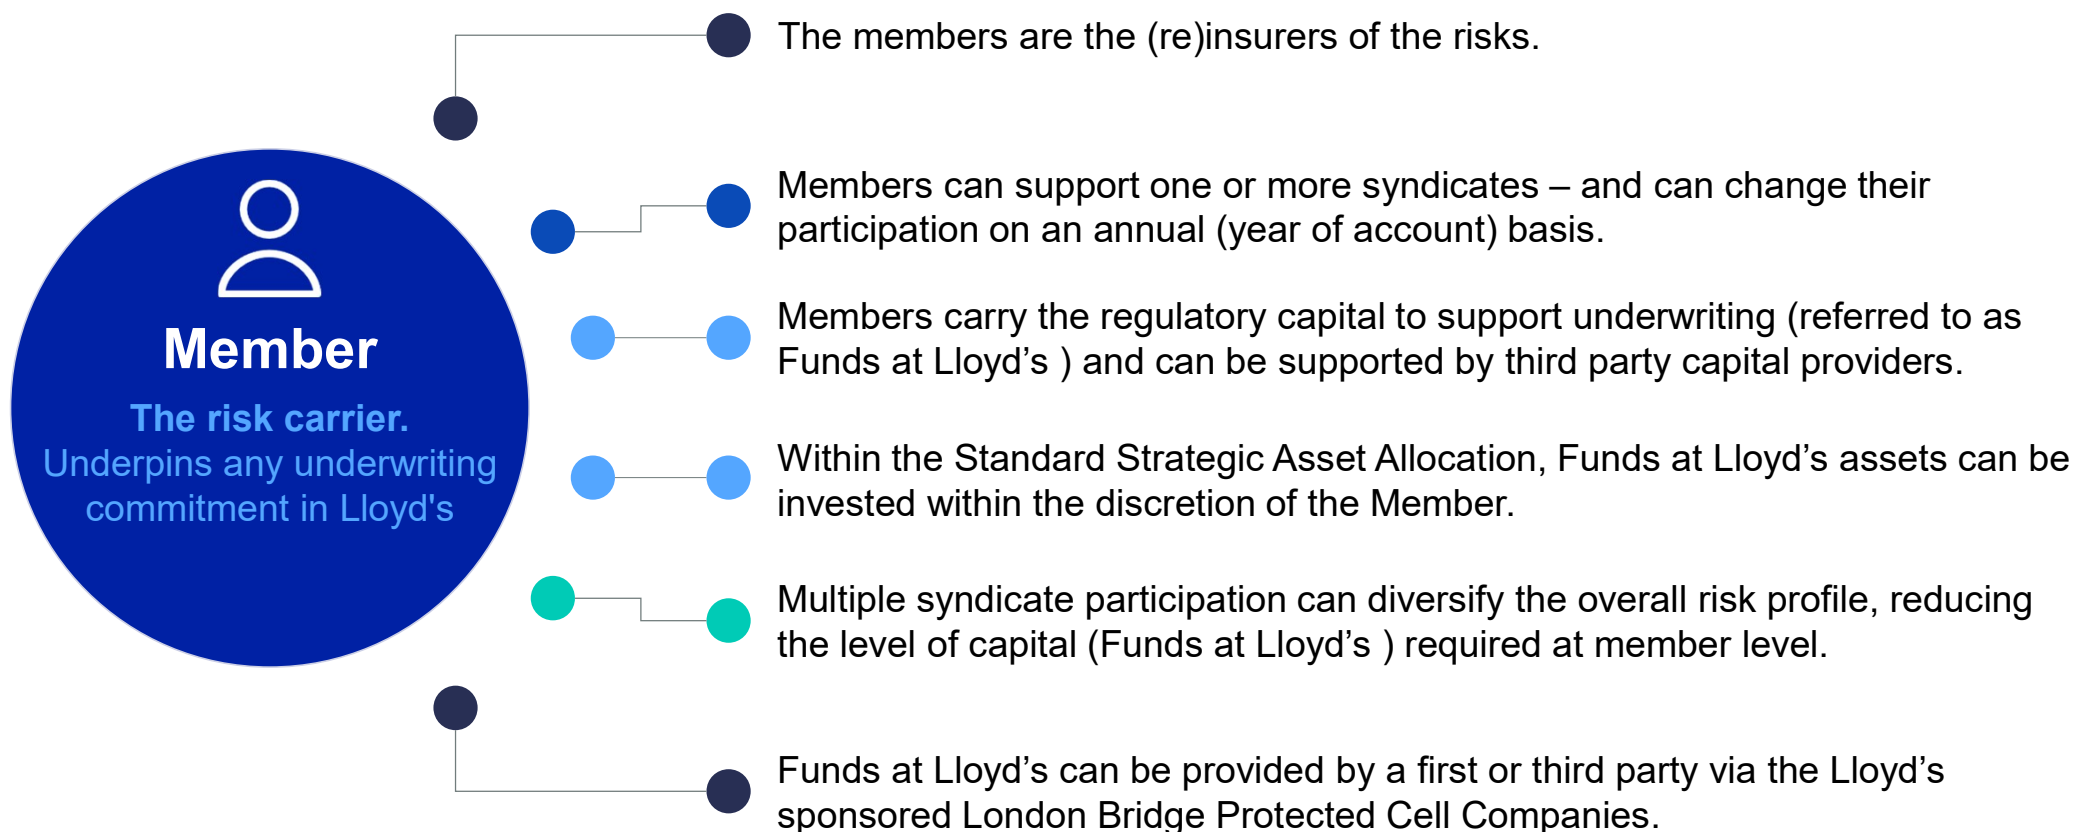 Member
The risk carrier.
Underpins any underwriting
commitment in Lloyd's
The members are the (re)insurers of the risks.
Members can support one or more syndicates – and can change their
participation on an annual (year of account) basis.
Members carry the regulatory capital to support underwriting (referred to as
Funds at Lloyd’s ) and can be supported by third party capital providers.
Within the Standard Strategic Asset Allocation, Funds at Lloyd’s assets can be
invested within the discretion of the Member.
Multiple syndicate participation can diversify the overall risk profile, reducing
the level of capital (Funds at Lloyd’s ) required at member level.
Funds at Lloyd’s can be provided by a first or third party via the Lloyd’s
sponsored London Bridge Protected Cell Companies.